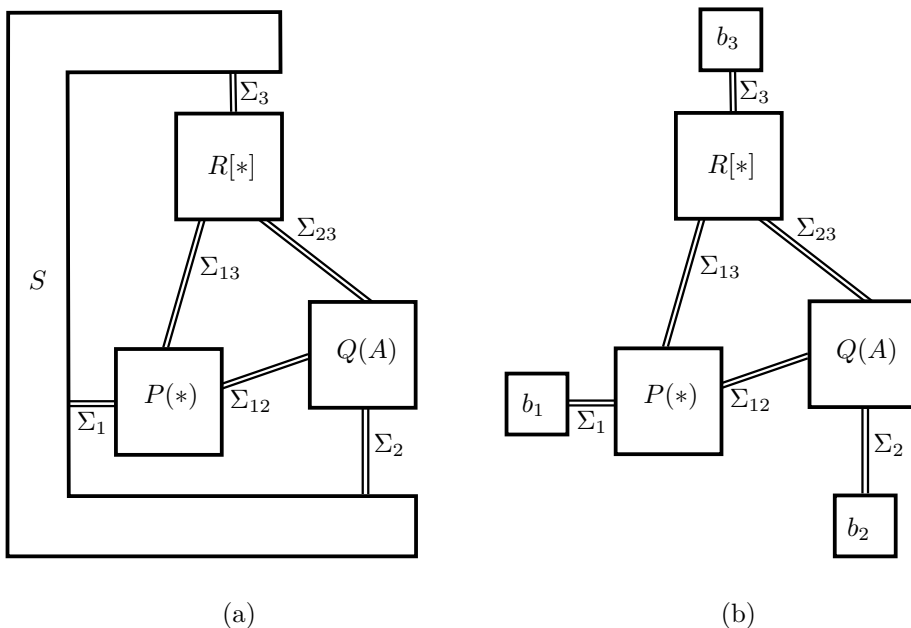 Σ₃
R[*]
Σ₂₃
Σ₁₃
S
Q(A)
P(*)
Σ₁₂
Σ₁
Σ₂
(a)
b₃
Σ₃
R[*]
Σ₂₃
Σ₁₃
Q(A)
b₁
P(*)
Σ₁₂
Σ₁
Σ₂
b₂
(b)